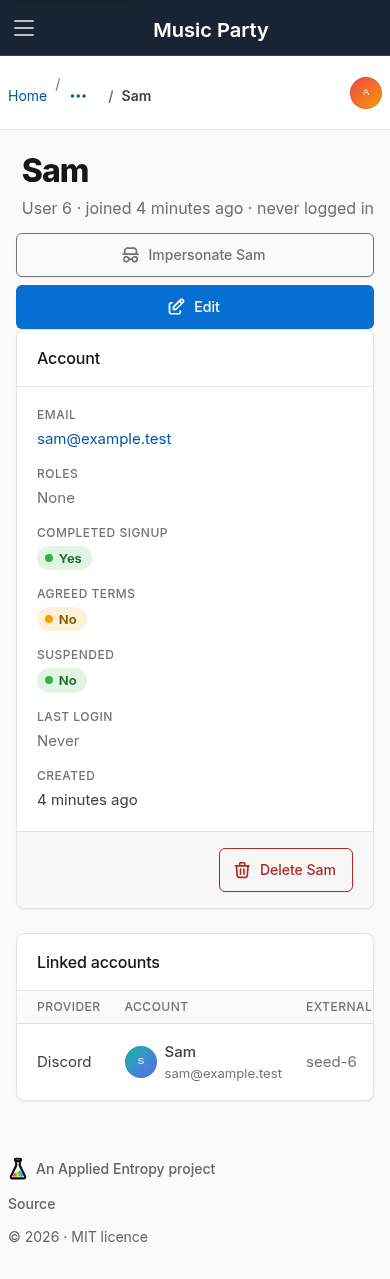 Music Party
Home / ... / Sam
A
Sam
User 6 · joined 4 minutes ago · never logged in
Impersonate Sam
Edit
Account
EMAIL
sam@example.test
ROLES
None
COMPLETED SIGNUP
Yes
AGREED TERMS
No
SUSPENDED
No
LAST LOGIN
Never
CREATED
4 minutes ago
Delete Sam
Linked accounts
PROVIDER ACCOUNT EXTERNAL
Discord S Sam seed-6
sam@example.test
An Applied Entropy project
Source
© 2026 · MIT licence